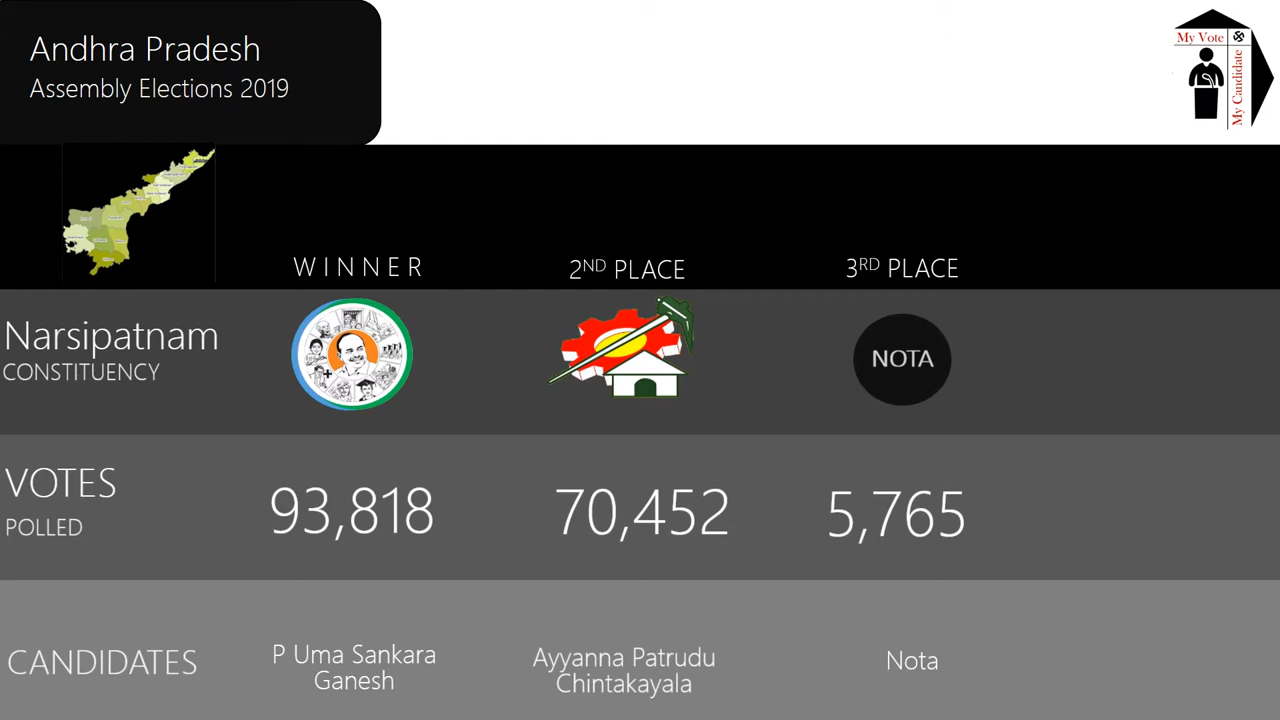 Andhra Pradesh
Assembly Elections 2019
My Vote
My Candidate
WINNER
2ND PLACE
3RD PLACE
Narsipatnam
CONSTITUENCY
NOTA
VOTES
POLLED
93,818
70,452
5,765
CANDIDATES
P Uma Sankara
Ganesh
Ayyanna Patrudu
Chintakayala
Nota